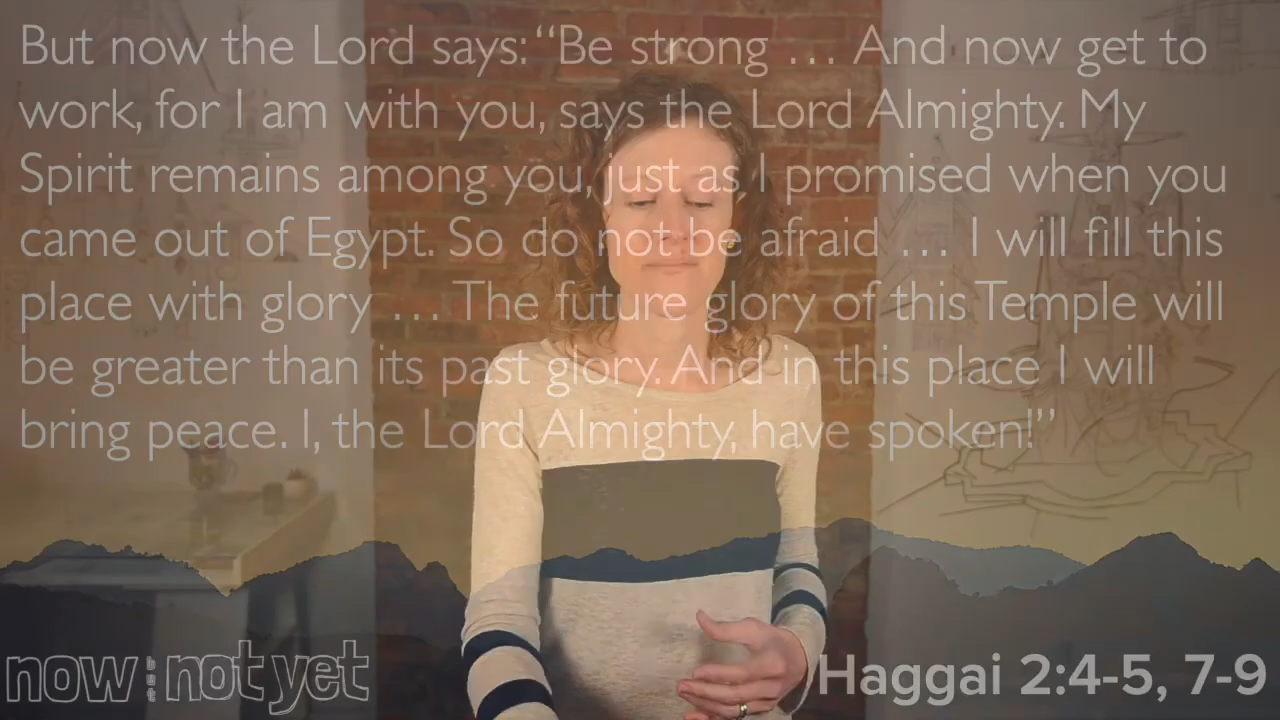 But now the Lord says: “Be strong … And now get to
work, for I am with you, says the Lord Almighty. My
Spirit remains among you, just as I promised when you
came out of Egypt. So do not be afraid … I will fill this
place with glory … The future glory of this Temple will
be greater than its past glory. And in this place I will
bring peace. I, the Lord Almighty, have spoken!”
now but not yet
Haggai 2:4-5, 7-9